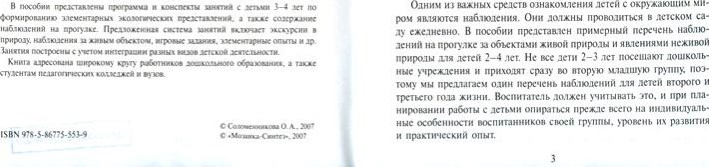 В пособии представлены программа и конспекты занятий с детьми 3–4 лет по
формированию элементарных экологических представлений, а также содержание
наблюдений на прогулке. Предложенная система занятий включает экскурсии в
природу, наблюдения за живым объектом, игровые задания, элементарные опыты и др.
Занятия построены с учетом интеграции разных видов детской деятельности.
Книга адресована широкому кругу работников дошкольного образования, а также
студентам педагогических колледжей и вузов.
ISBN 978-5-86775-553-9
© Соломенникова О. А., 2007
© «Мозаика-Синтез», 2007
Одним из важных средств ознакомления детей с окружающим ми-
ром являются наблюдения. Они должны проводиться в детском са-
ду ежедневно. В пособии представлен примерный перечень наблю-
дений на прогулке за объектами живой природы и явлениями неживой
природы для детей 2–4 лет. Не все дети 2–3 лет посещают дошколь-
ные учреждения и приходят сразу во вторую младшую группу, поэ-
тому мы предлагаем один перечень наблюдений для детей второго и
третьего года жизни. Воспитатель должен учитывать это, и при пла-
нировании работы с детьми опираться прежде всего на индивидуаль-
ные особенности воспитанников своей группы, уровень их развития
и практический опыт.
3